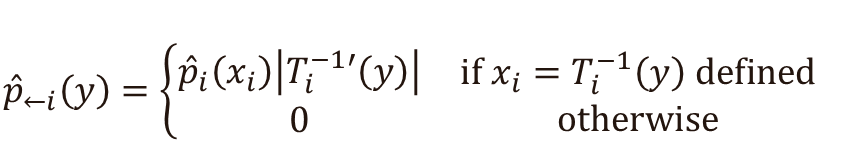 p̂←i(y) = { p̂i(xi)|Ti⁻¹′(y)| if xi = Ti⁻¹(y) defined
0 otherwise